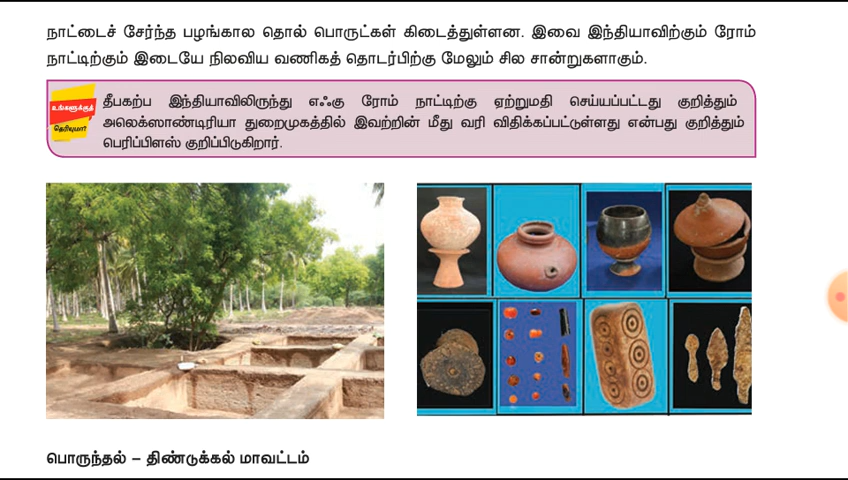 நாட்டைச் சேர்ந்த பழங்கால தொல் பொருட்கள் கிடைத்துள்ளன. இவை இந்தியாவிற்கும் ரோம்
நாட்டிற்கும் இடையே நிலவிய வணிகத் தொடர்பிற்கு மேலும் சில சான்றுகளாகும்.
உங்களுக்குத்
தெரியுமா?
தீபகற்ப இந்தியாவிலிருந்து எஃகு ரோம் நாட்டிற்கு ஏற்றுமதி செய்யப்பட்டது குறித்தும்
அலெக்ஸாண்டிரியா துறைமுகத்தில் இவற்றின் மீது வரி விதிக்கப்பட்டுள்ளது என்பது குறித்தும்
பெரிப்பிளஸ் குறிப்பிடுகிறார்.
பொருந்தல் – திண்டுக்கல் மாவட்டம்